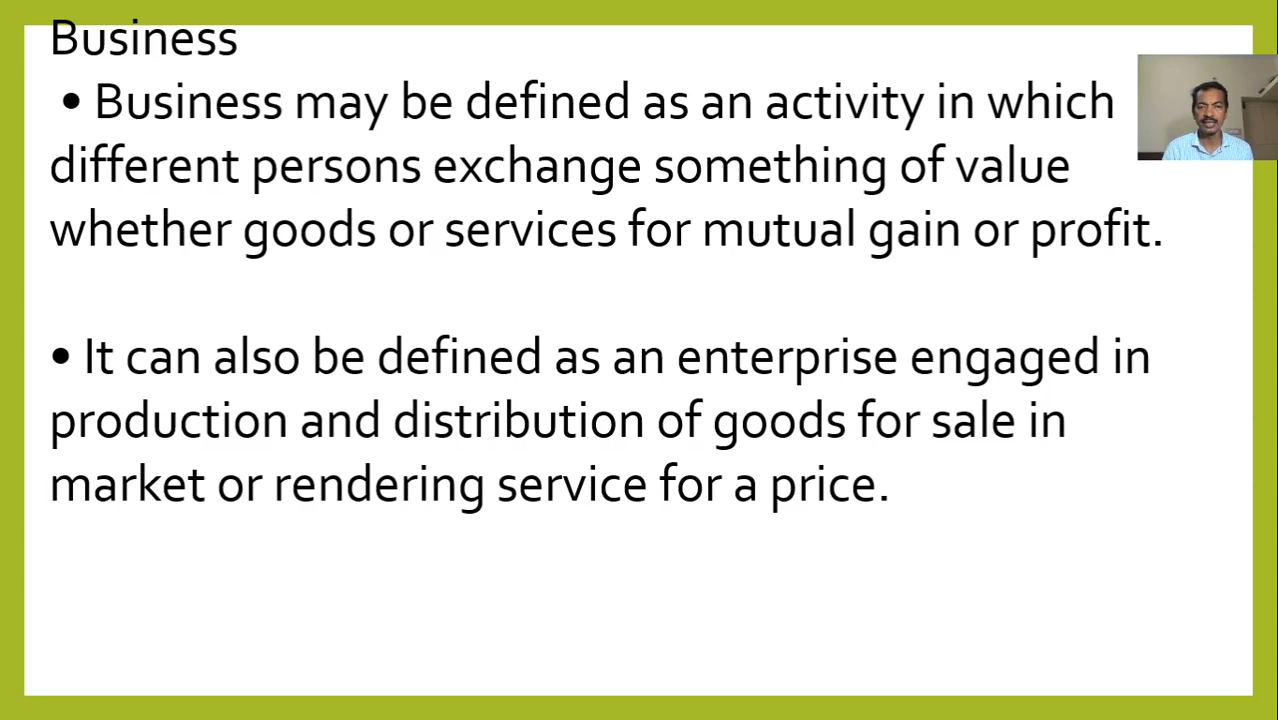 Business
• Business may be defined as an activity in which
different persons exchange something of value
whether goods or services for mutual gain or profit.
• It can also be defined as an enterprise engaged in
production and distribution of goods for sale in
market or rendering service for a price.